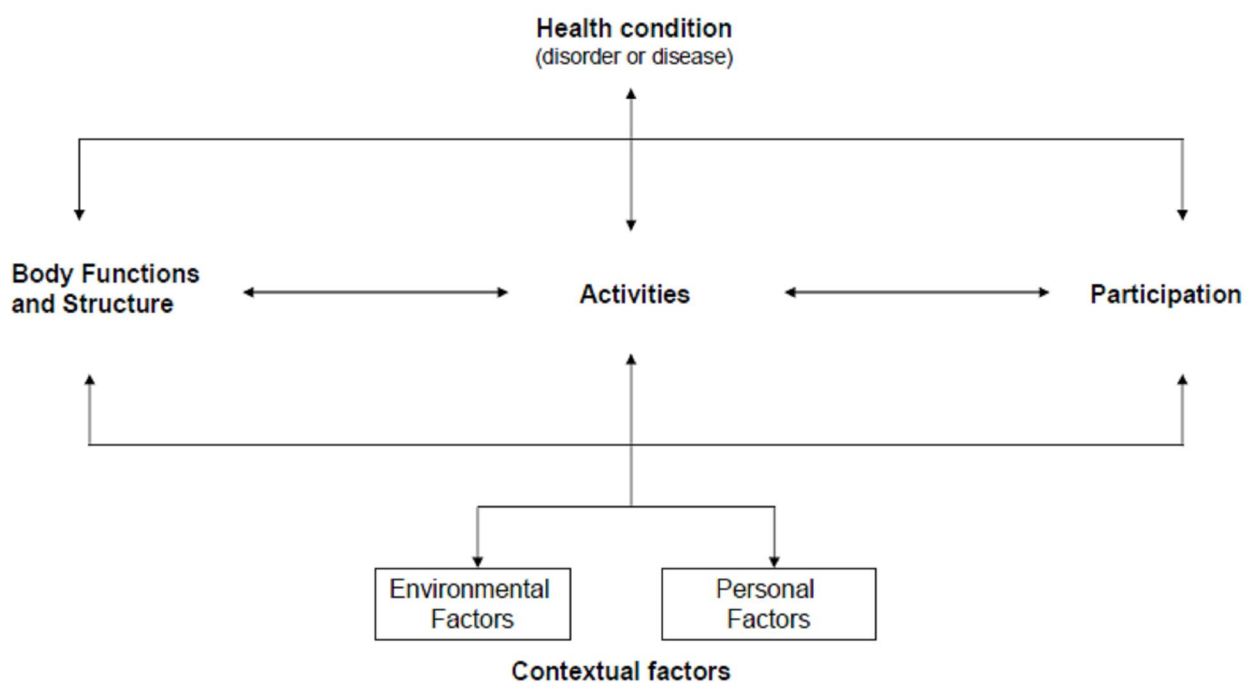 Health condition
(disorder or disease)
Body Functions
and Structure
Activities
Participation
Environmental
Factors
Personal
Factors
Contextual factors